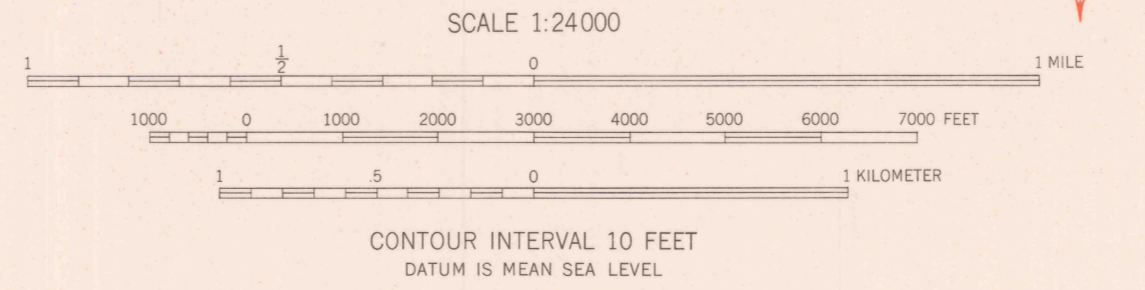 SCALE 1:24000
1 1/2 0 1 MILE
1000 0 1000 2000 3000 4000 5000 6000 7000 FEET
1 .5 0 1 KILOMETER
CONTOUR INTERVAL 10 FEET
DATUM IS MEAN SEA LEVEL